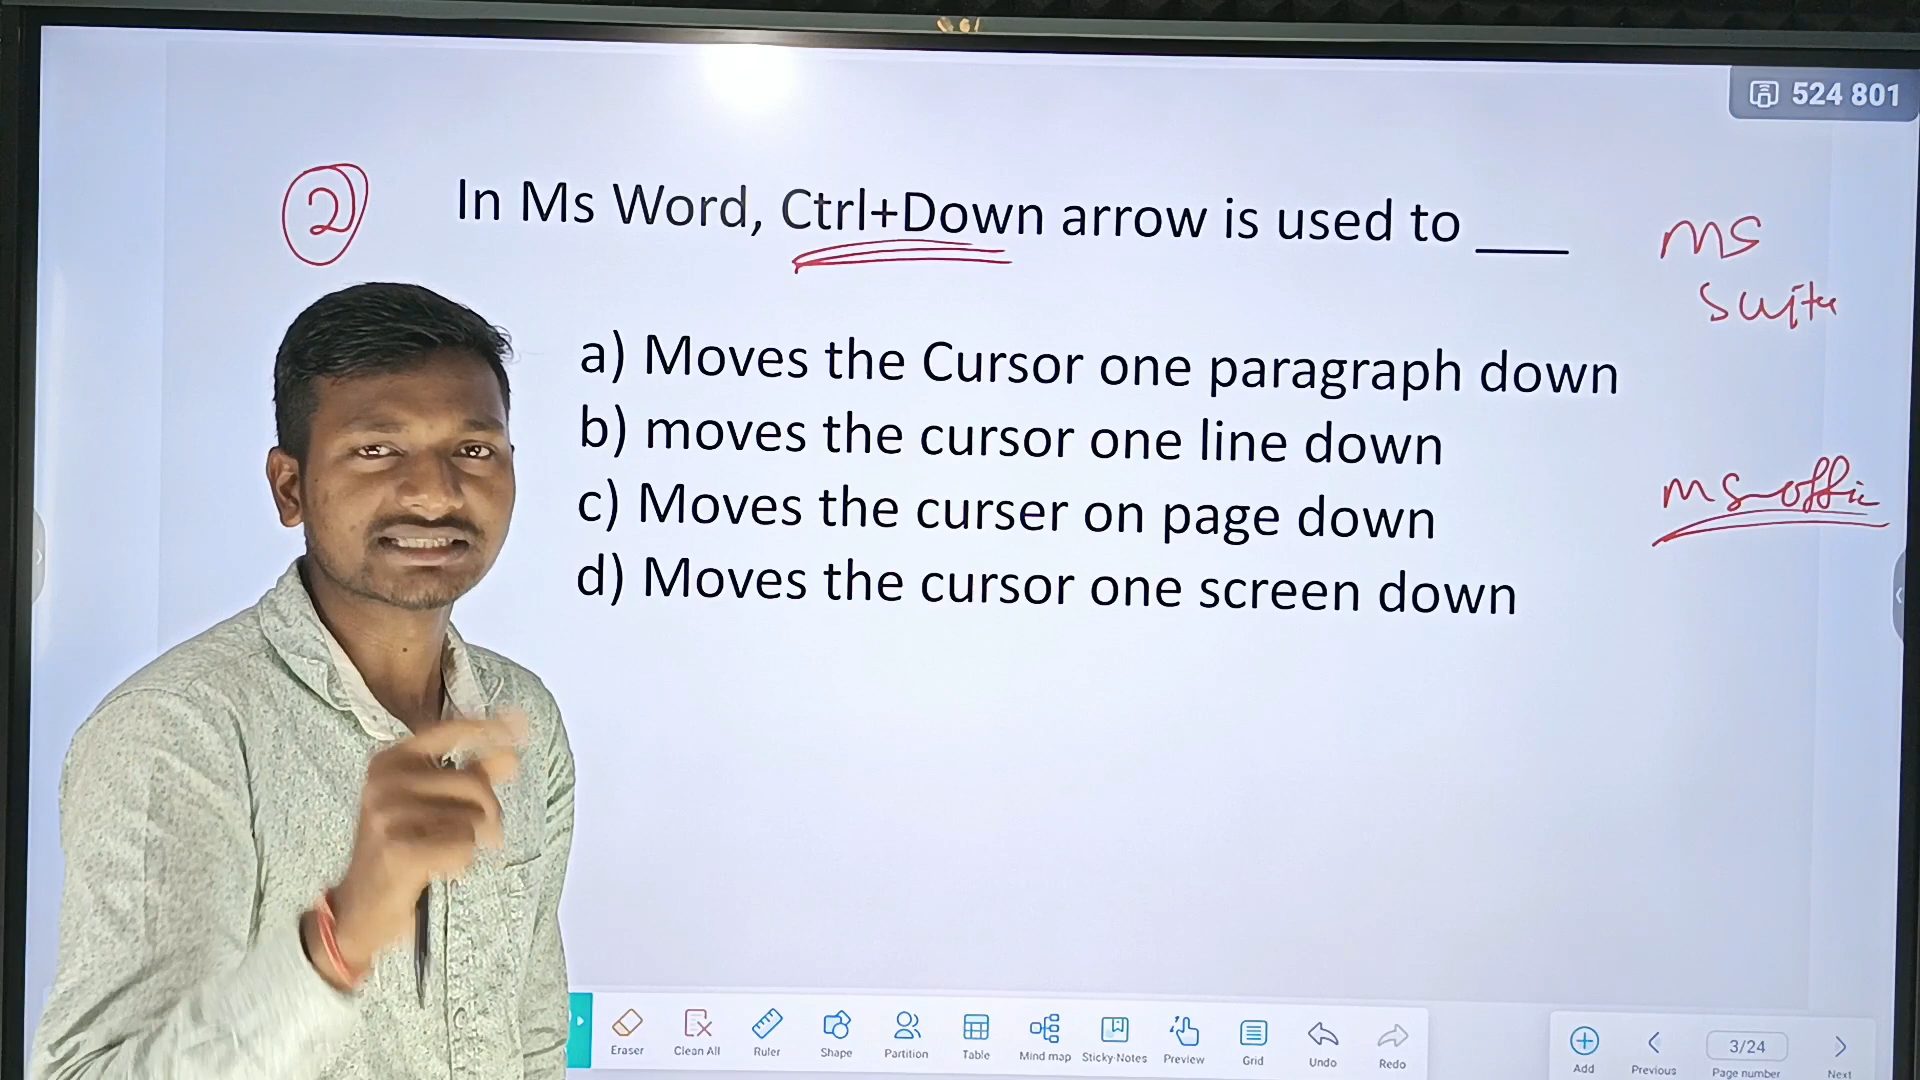 524 801
2 In Ms Word, Ctrl+Down arrow is used to ____
MS
Suite
a) Moves the Cursor one paragraph down
b) moves the cursor one line down
c) Moves the curser on page down
d) Moves the cursor one screen down
MS-offic
Eraser Clean All Ruler Shape Partition Table Mind map Sticky Notes Preview Grid Undo Redo
Add Previous 3/24 Page number Next